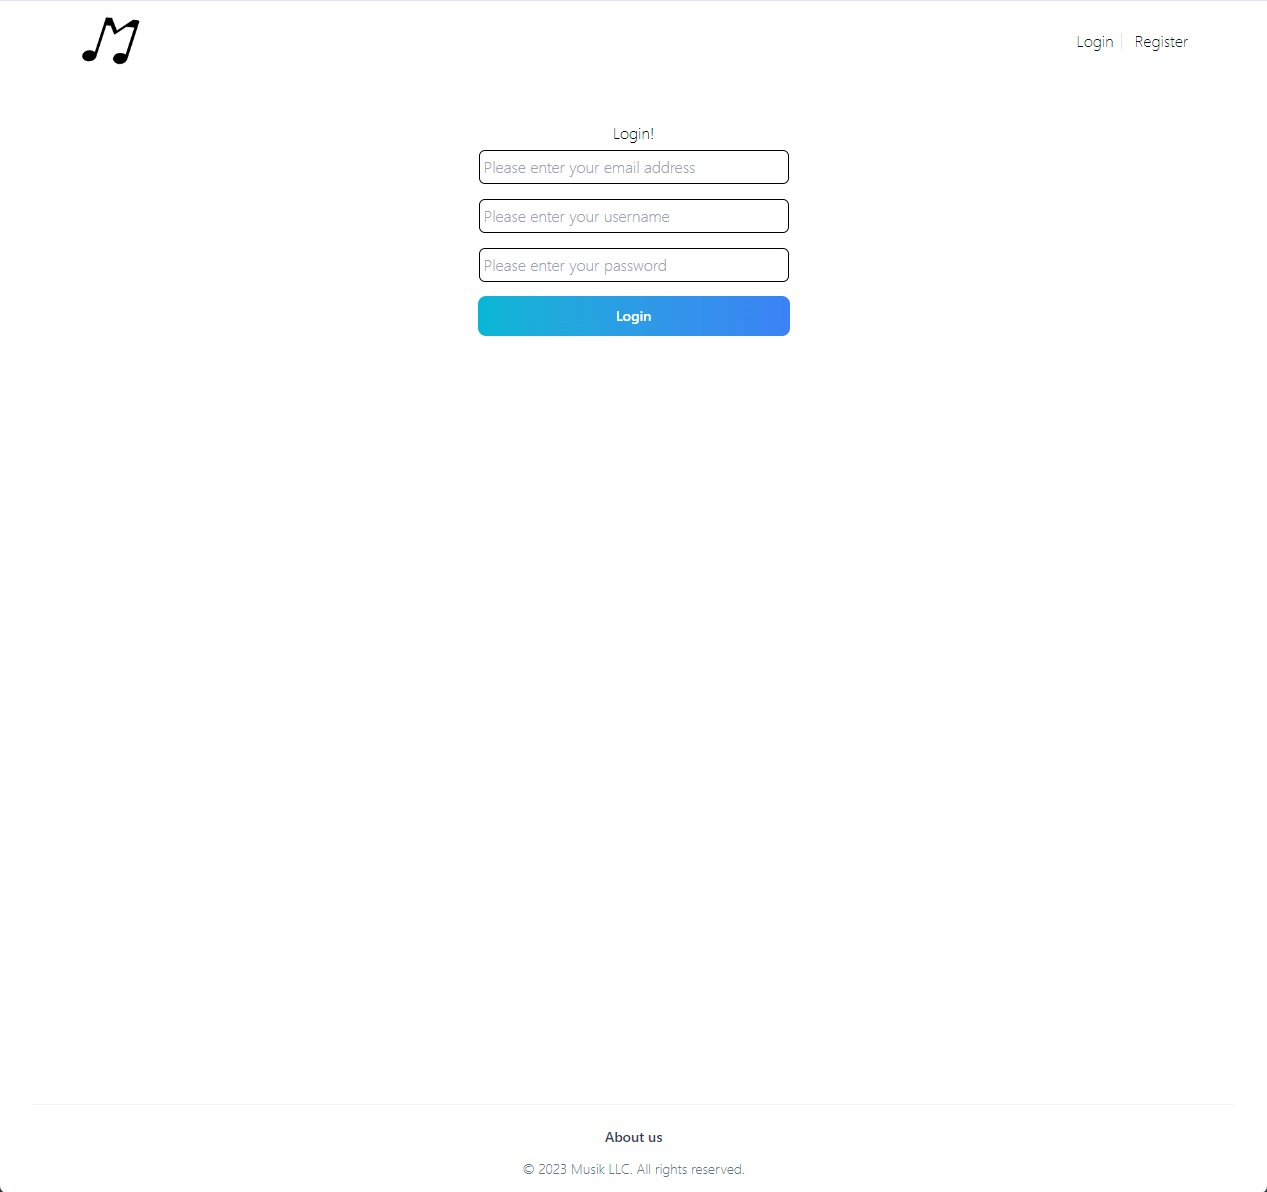 Login Register
Login!
Please enter your email address
Please enter your username
Please enter your password
Login
About us
© 2023 Musik LLC. All rights reserved.